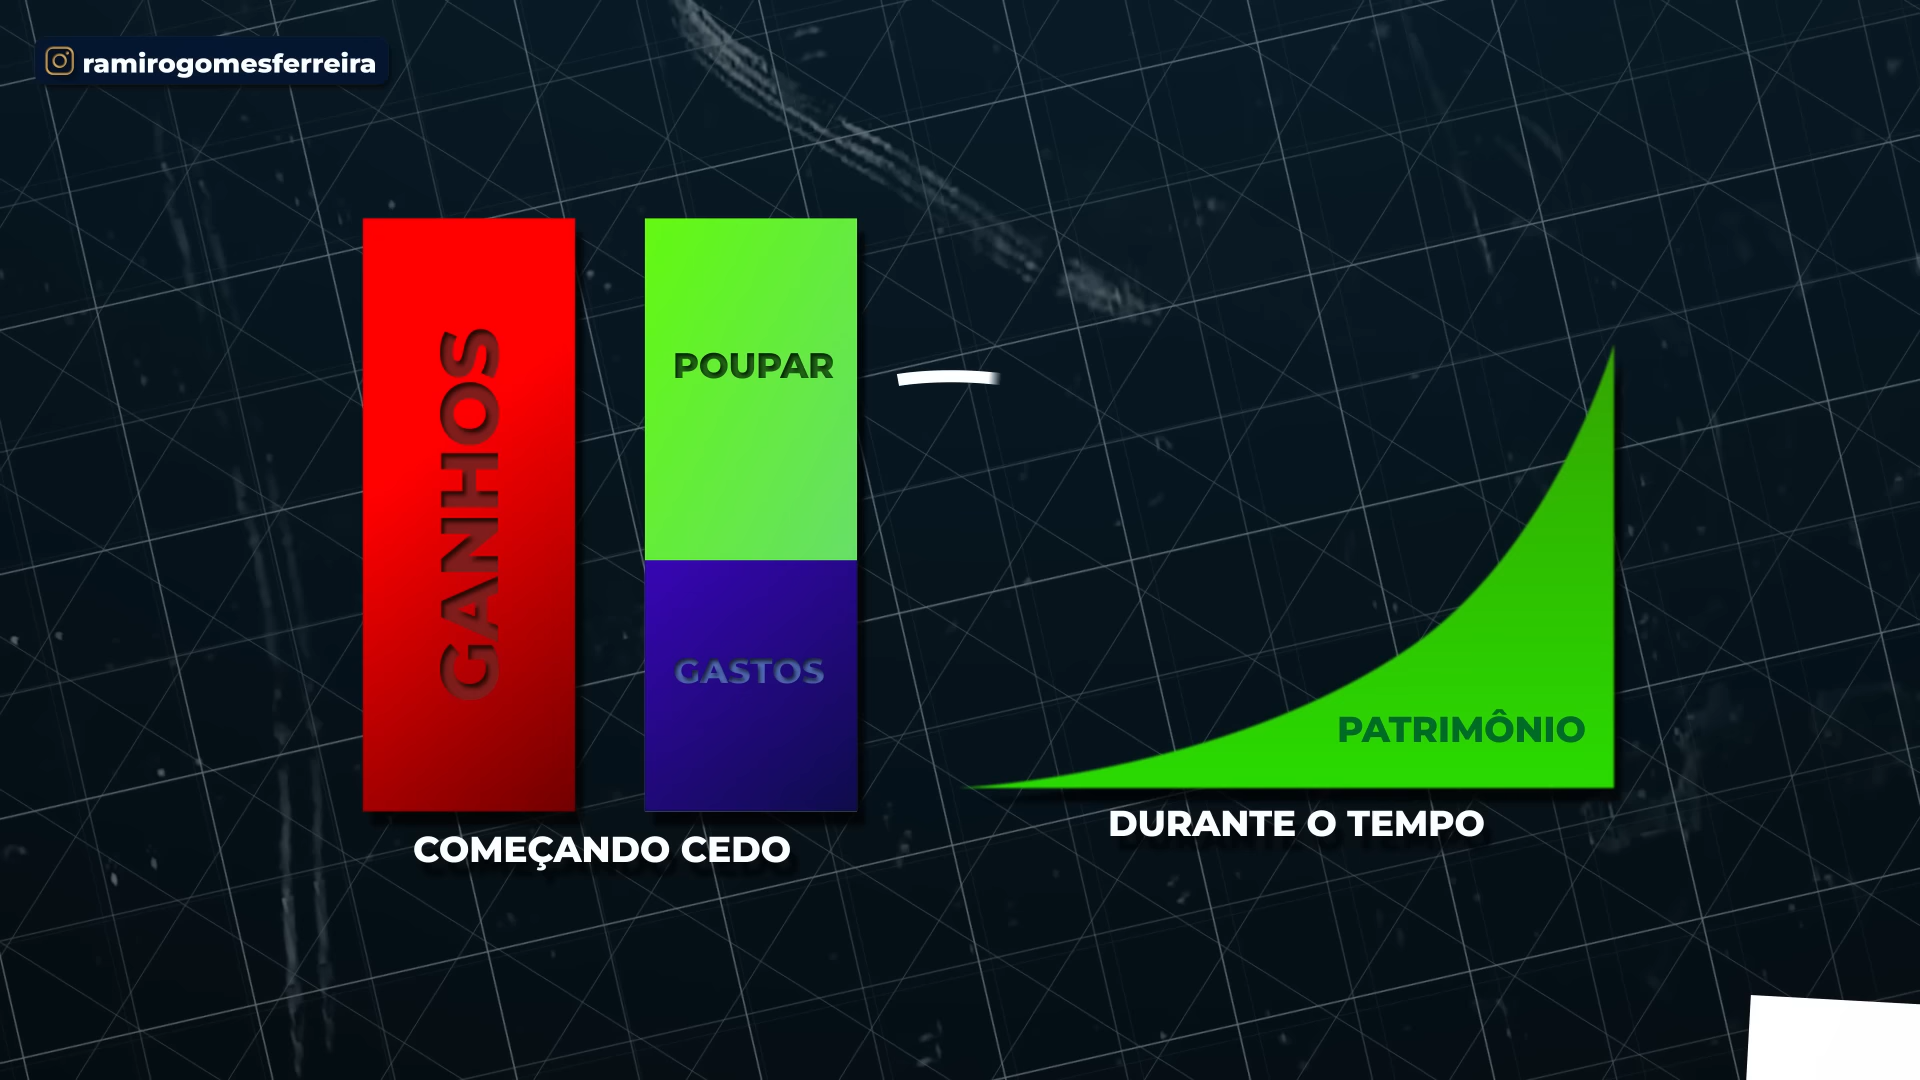 ramirogomesferreira
GANHOS
POUPAR
GASTOS
COMEÇANDO CEDO
PATRIMÔNIO
DURANTE O TEMPO